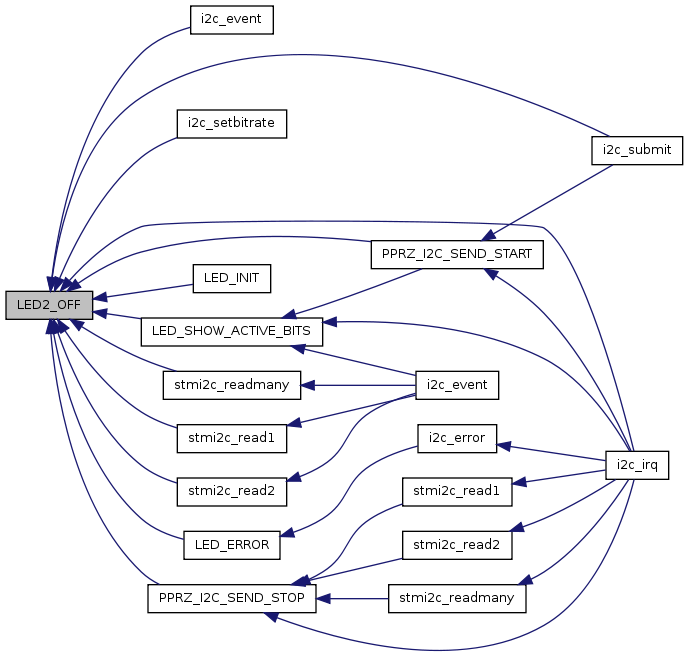 i2c_event
i2c_setbitrate
i2c_submit
PPRZ_I2C_SEND_START
LED_INIT
LED2_OFF
LED_SHOW_ACTIVE_BITS
stmi2c_readmany
i2c_event
stmi2c_read1
i2c_error
i2c_irq
stmi2c_read2
stmi2c_read1
LED_ERROR
stmi2c_read2
PPRZ_I2C_SEND_STOP
stmi2c_readmany